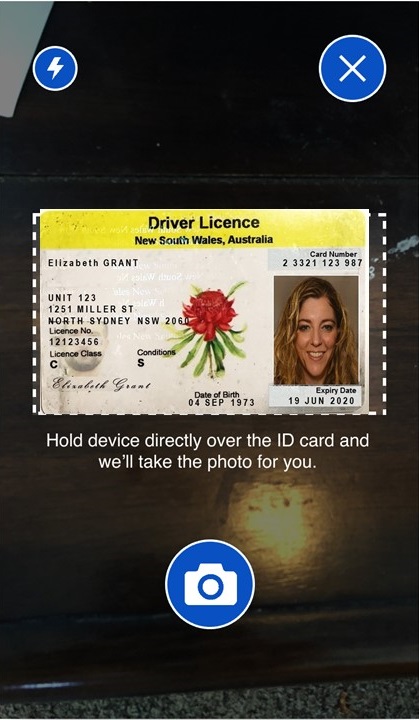 Driver Licence
New South Wales, Australia
Card Number
2 3321 123 987
Elizabeth GRANT
UNIT 123
1251 MILLER ST
NORTH SYDNEY NSW 2060
Licence No.
12123456
Licence Class
C
Conditions
S
Elizabeth Grant
Date of Birth
04 SEP 1973
Expiry Date
19 JUN 2020
Hold device directly over the ID card and
we'll take the photo for you.